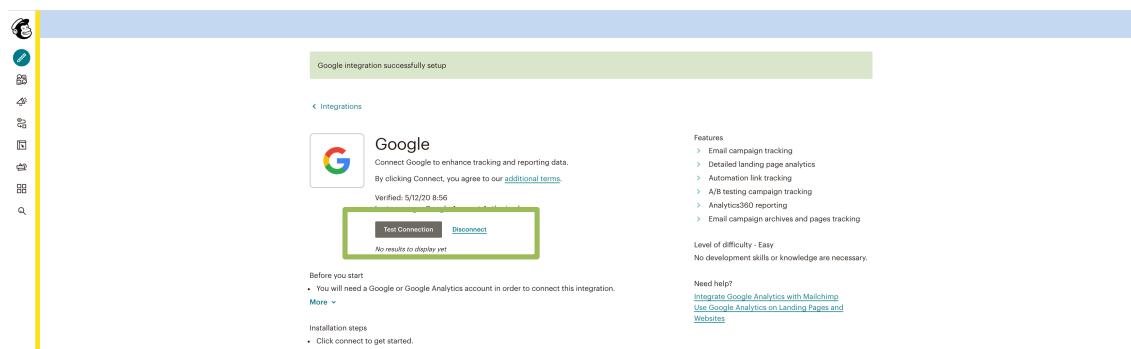 Google integration successfully setup
Integrations
Google
Connect Google to enhance tracking and reporting data.
By clicking Connect, you agree to our additional terms.
Verified: 5/12/20 8:56
Test Connection Disconnect
No results to display yet
Before you start
• You will need a Google or Google Analytics account in order to connect this integration.
More
Installation steps
• Click connect to get started.
Features
Email campaign tracking
Detailed landing page analytics
Automation link tracking
A/B testing campaign tracking
Analytics360 reporting
Email campaign archives and pages tracking
Level of difficulty - Easy
No development skills or knowledge are necessary.
Need help?
Integrate Google Analytics with Mailchimp
Use Google Analytics on Landing Pages and
Websites